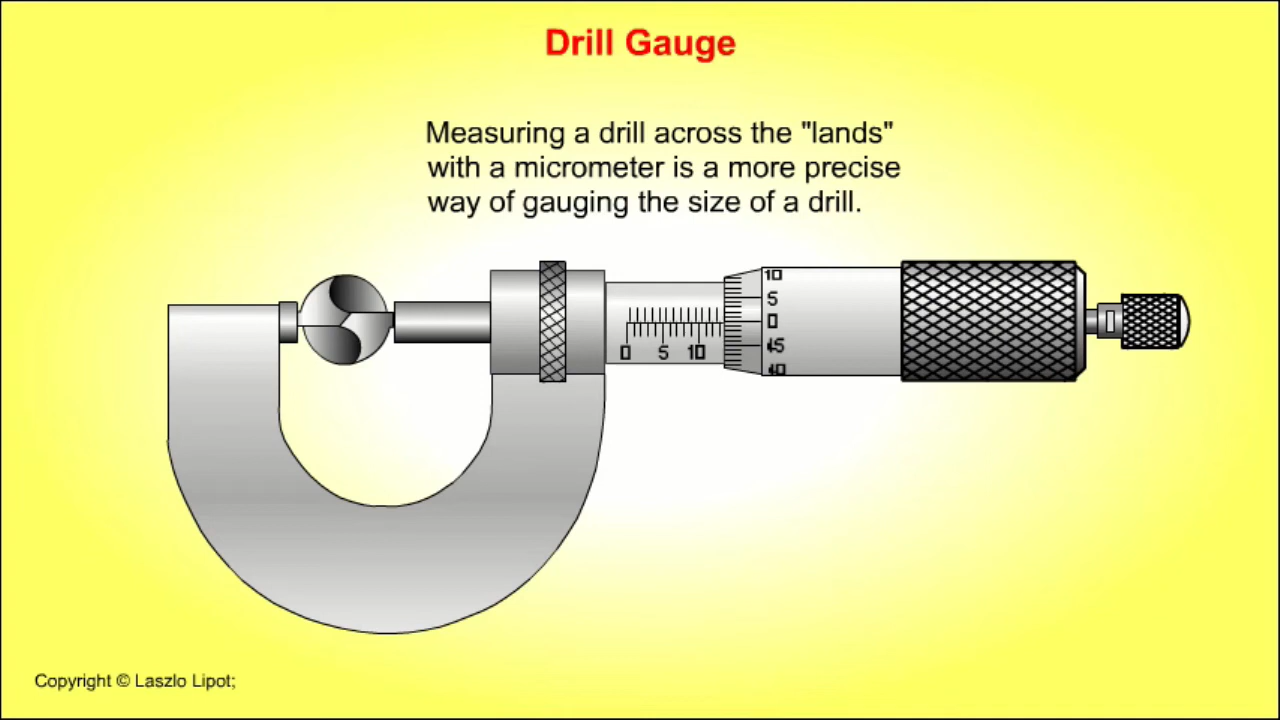 Drill Gauge
Measuring a drill across the "lands"
with a micrometer is a more precise
way of gauging the size of a drill.
10
5
0
45
40
0 5 10
Copyright © Laszlo Lipot;